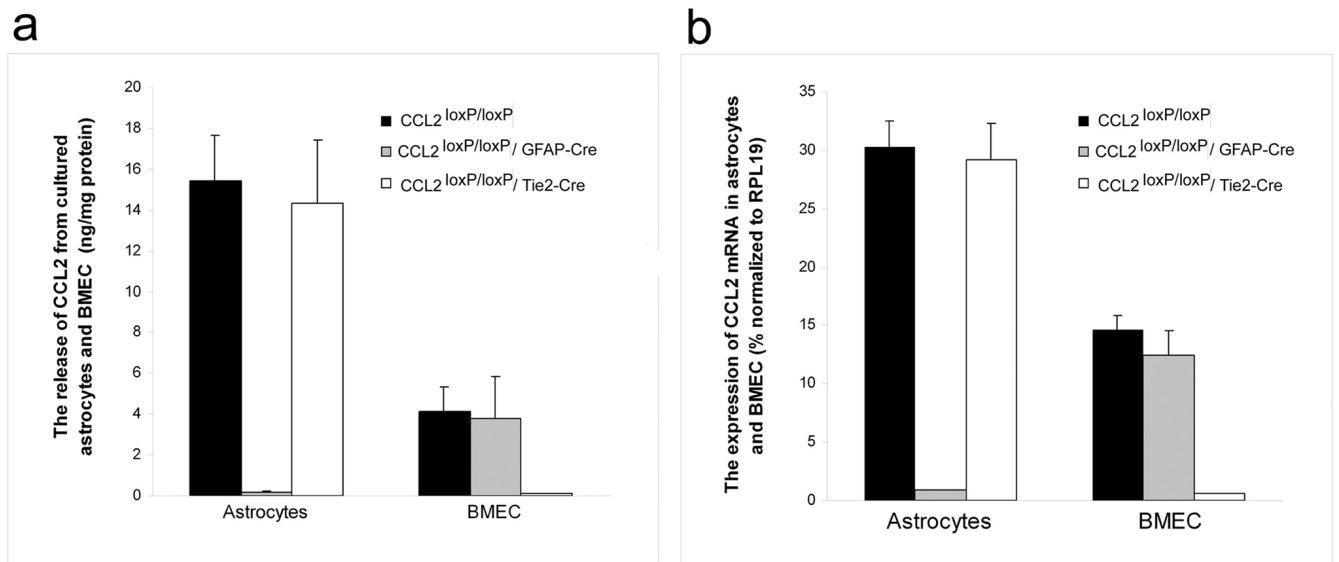 a
The release of CCL2 from cultured
astrocytes and BMEC (ng/mg protein)
20
18
16
14
12
10
8
6
4
2
0
CCL2 loxP/loxP
CCL2 loxP/loxP/ GFAP-Cre
CCL2 loxP/loxP/ Tie2-Cre
Astrocytes
BMEC
b
The expression of CCL2 mRNA in astrocytes
and BMEC (% normalized to RPL19)
35
30
25
20
15
10
5
0
CCL2 loxP/loxP
CCL2 loxP/loxP/ GFAP-Cre
CCL2 loxP/loxP/ Tie2-Cre
Astrocytes
BMEC